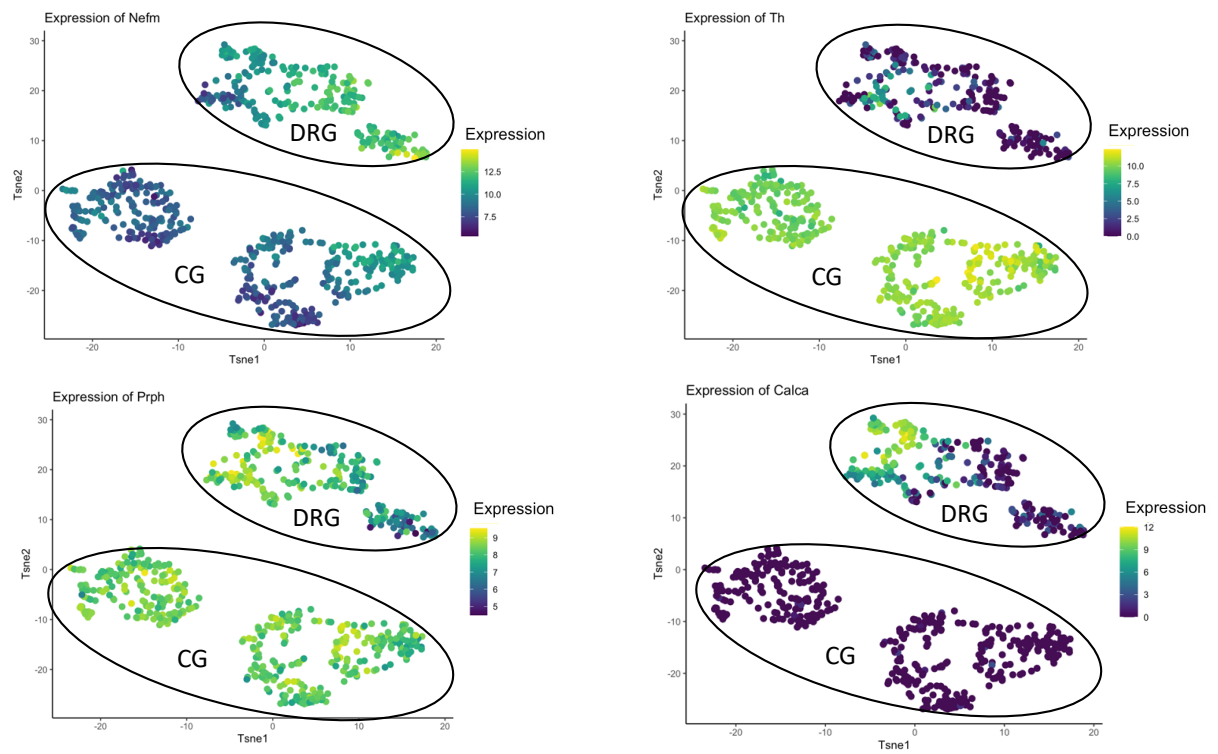 Expression of Nefm
30
20
10
0
-10
-20
Tsne2
-20
-10
0
10
20
Tsne1
DRG
CG
Expression
12.5
10.0
7.5
Expression of Th
30
20
10
0
-10
-20
Tsne2
-20
-10
0
10
20
Tsne1
DRG
CG
Expression
10.0
7.5
5.0
2.5
0.0
Expression of Prph
30
20
10
0
-10
-20
Tsne2
-20
-10
0
10
20
Tsne1
DRG
CG
Expression
9
8
7
6
5
Expression of Calca
30
20
10
0
-10
-20
Tsne2
-20
-10
0
10
20
Tsne1
DRG
CG
Expression
12
9
6
3
0